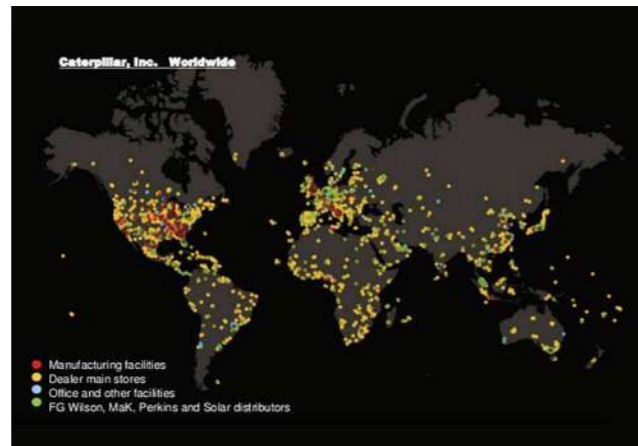 Caterpillar, Inc. Worldwide
Manufacturing facilities
Dealer main stores
Office and other facilities
FG Wilson, MaK, Perkins and Solar distributors